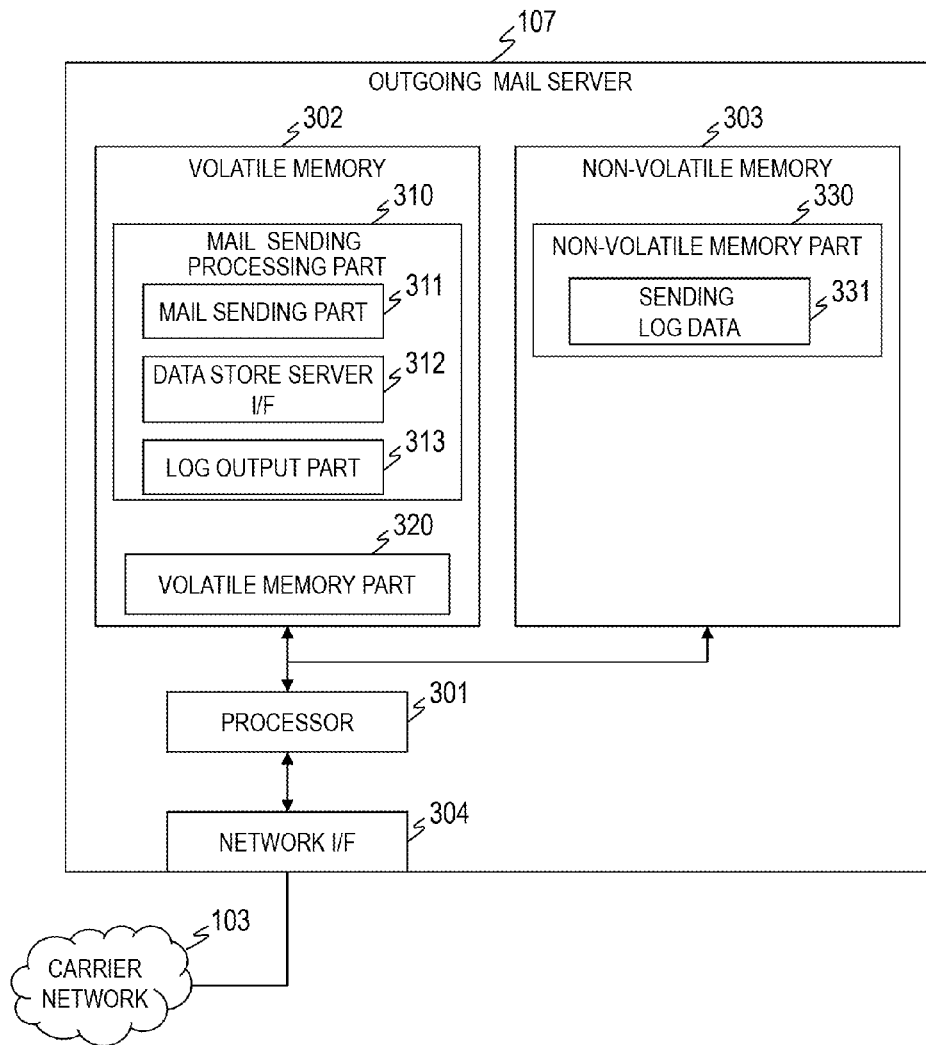 107
OUTGOING MAIL SERVER
302
VOLATILE MEMORY
310
MAIL SENDING
PROCESSING PART
311
MAIL SENDING PART
312
DATA STORE SERVER
I/F
313
LOG OUTPUT PART
320
VOLATILE MEMORY PART
303
NON-VOLATILE MEMORY
330
NON-VOLATILE MEMORY PART
SENDING
LOG DATA
331
301
PROCESSOR
304
NETWORK I/F
103
CARRIER
NETWORK